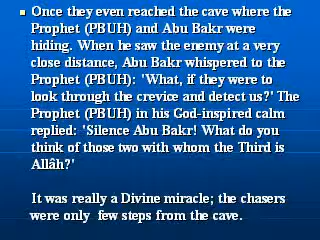 Once they even reached the cave where the
Prophet (PBUH) and Abu Bakr were
hiding. When he saw the enemy at a very
close distance, Abu Bakr whispered to the
Prophet (PBUH): 'What, if they were to
look through the crevice and detect us?' The
Prophet (PBUH) in his God-inspired calm
replied: 'Silence Abu Bakr! What do you
think of those two with whom the Third is
Allâh?'
It was really a Divine miracle; the chasers
were only few steps from the cave.